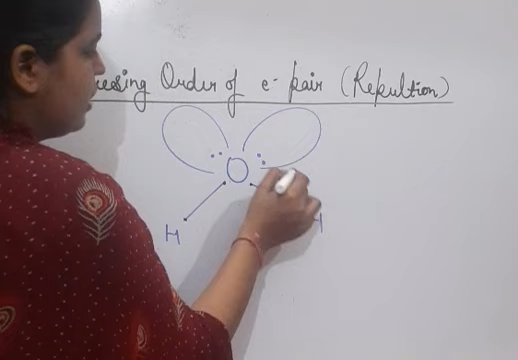 Order of e- pair (Repultion)
O
H H